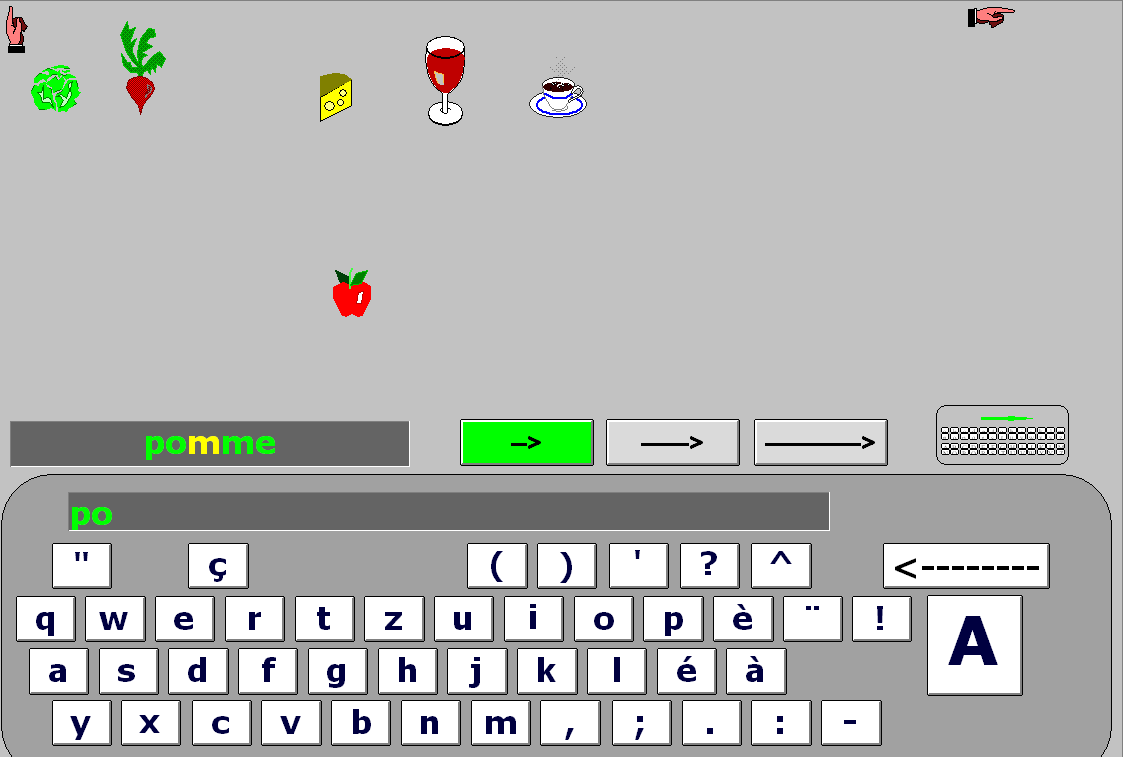 pomme –> ––> ––––>
po
" ç ( ) ' ? ^ <--------
q w e r t z u i o p è ¨ ! A
a s d f g h j k l é à
y x c v b n m , ; . : -